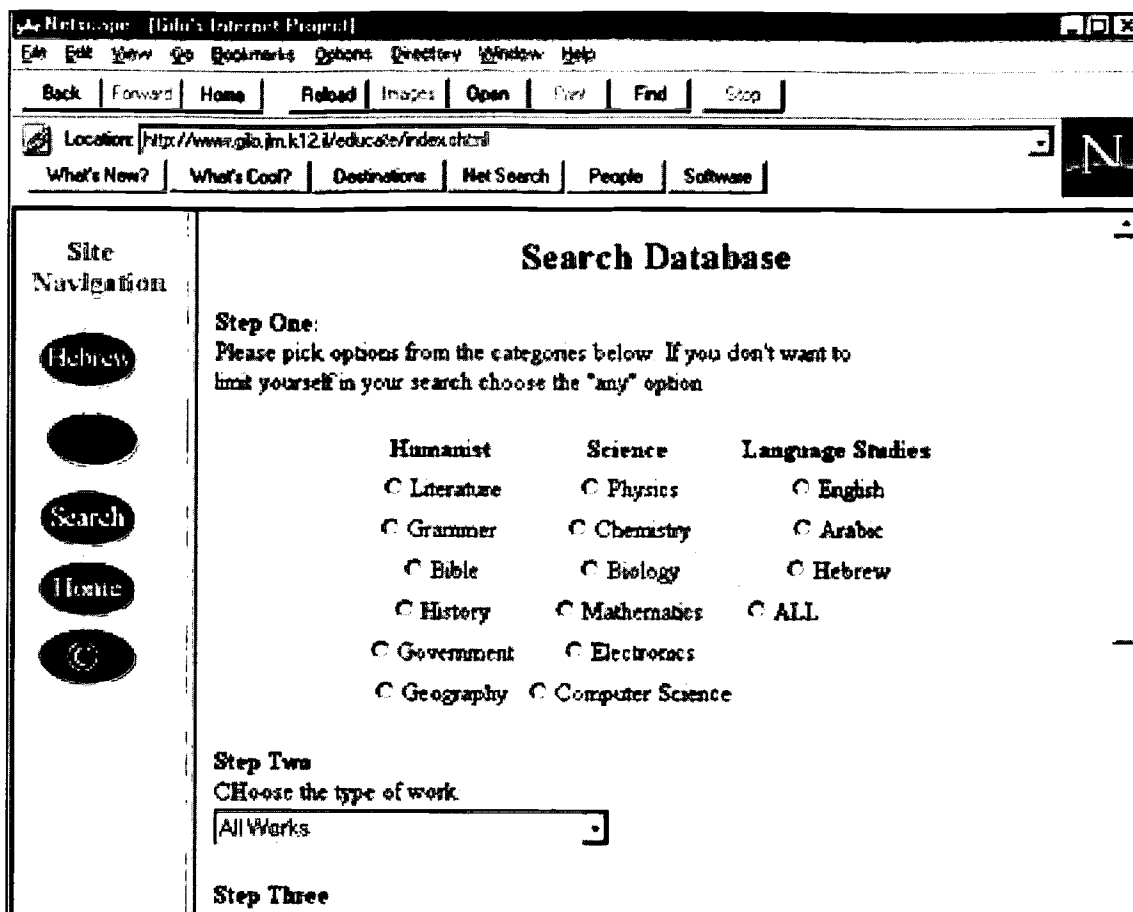 Netscape - [Gilo's Internet Project]
File Edit View Go Bookmarks Options Directory Window Help
Back Forward Home Reload Images Open Print Find Stop
Location: http://www.gilo.jlm.k12.il/educate/index.shtml
N
What's New? What's Cool? Destinations Net Search People Software
Site
Navigation
Hebrew
Search
Home
©
Search Database
Step One:
Please pick options from the categories below. If you don't want to
limit yourself in your search choose the "any" option
Humanist Science Language Studies
Literature Physics English
Grammer Chemistry Arabic
Bible Biology Hebrew
History Mathematics ALL
Government Electronics
Geography Computer Science
Step Two
CHoose the type of work.
All Works
Step Three